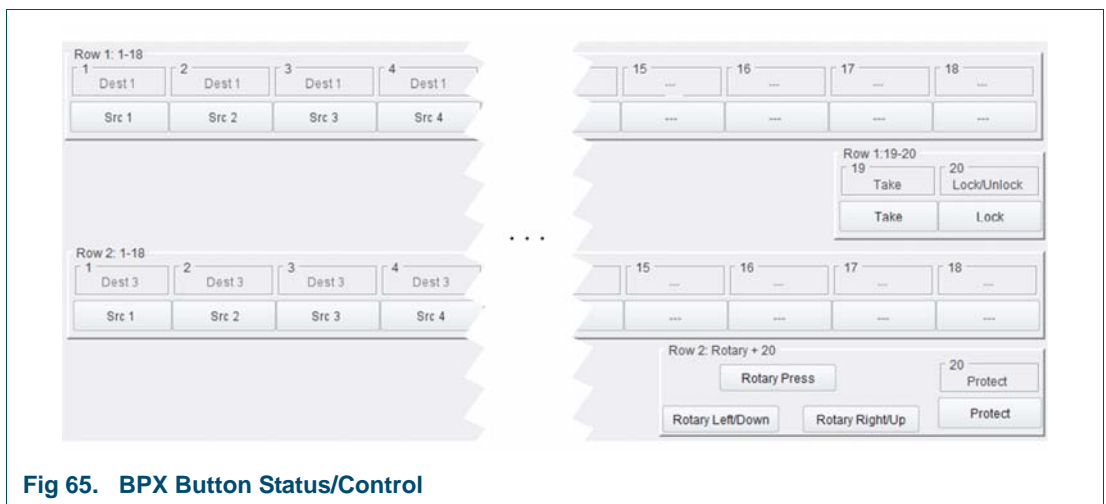 Row 1: 1-18
1 2 3 4 15 16 17 18
Dest 1 Dest 1 Dest 1 Dest 1 --- --- --- ---
Src 1 Src 2 Src 3 Src 4 --- --- --- ---
Row 1:19-20
19 20
Take Lock/Unlock
Take Lock
. . .
Row 2: 1-18
1 2 3 4 15 16 17 18
Dest 3 Dest 3 Dest 3 Dest 3 --- --- --- ---
Src 1 Src 2 Src 3 Src 4 --- --- --- ---
Row 2: Rotary + 20
Rotary Press
20
Protect
Rotary Left/Down Rotary Right/Up Protect
Fig 65. BPX Button Status/Control